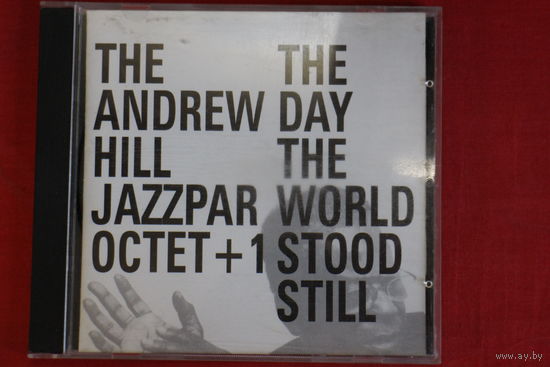 THE
ANDREW
HILL
JAZZPAR
OCTET+1
THE
DAY
THE
WORLD
STOOD
STILL
www.ay.by